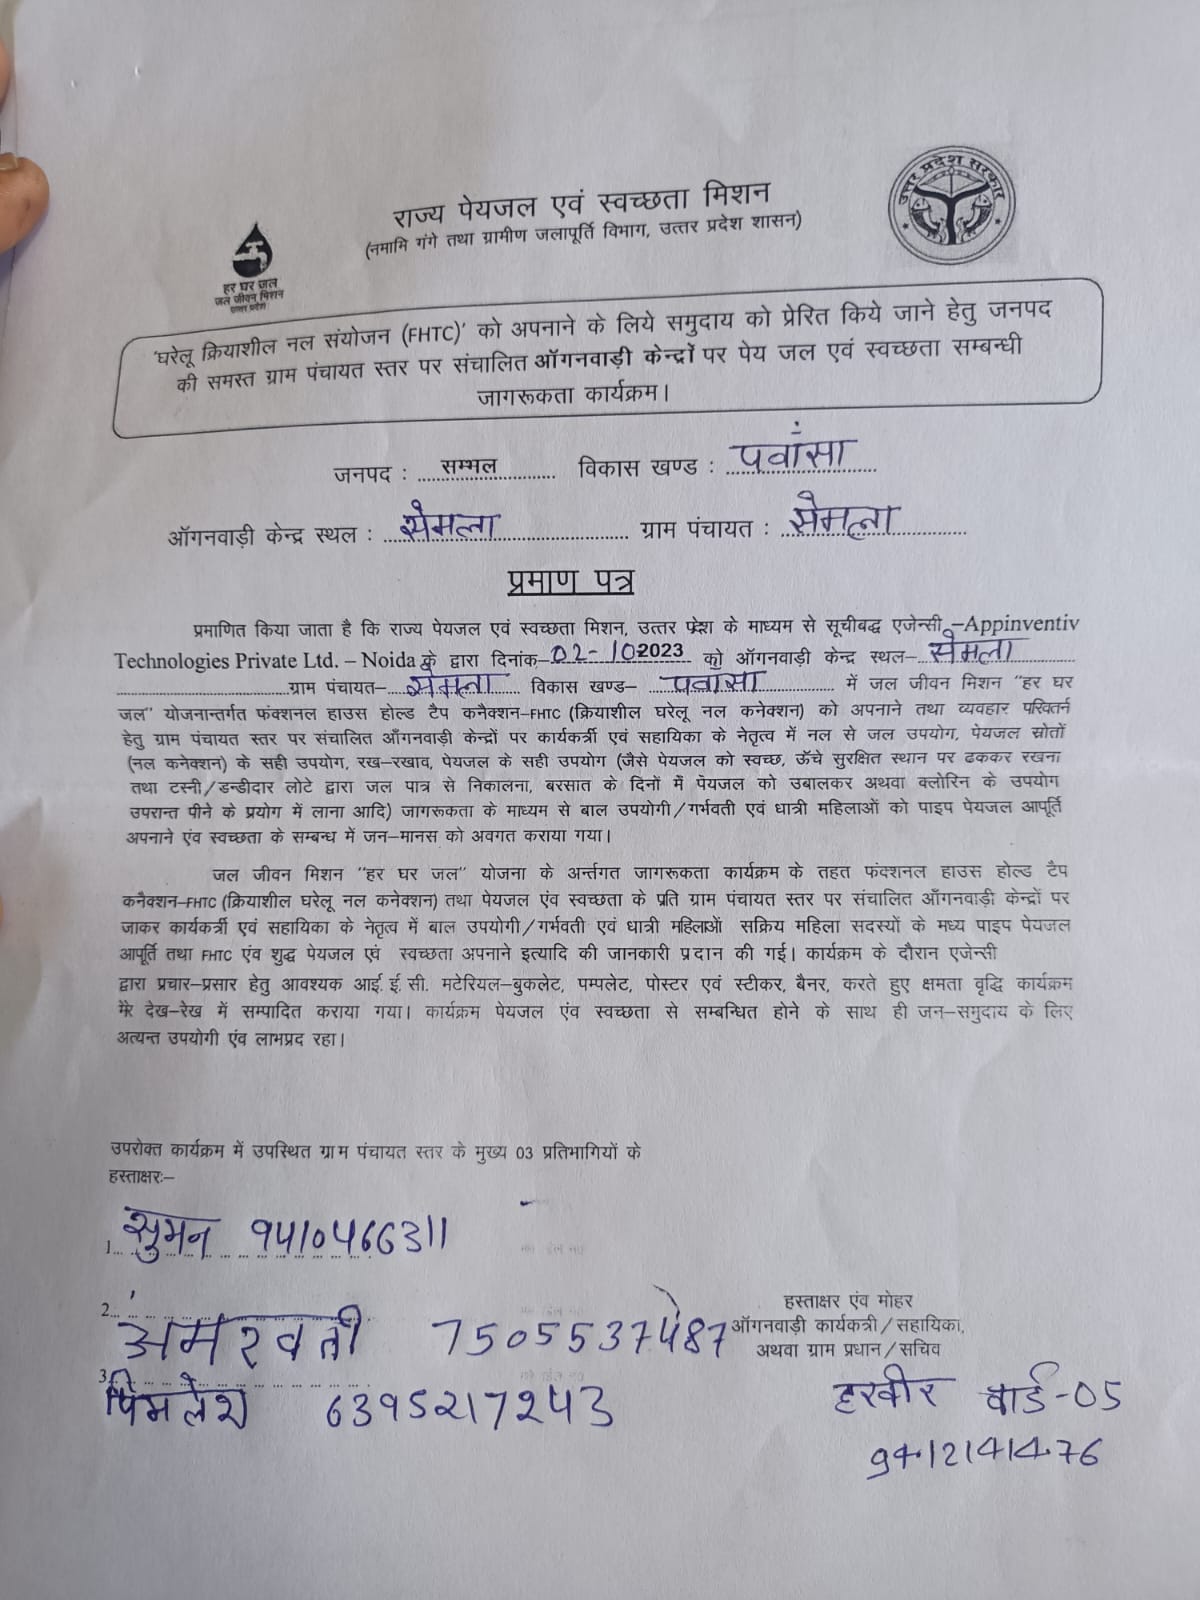 राज्य पेयजल एवं स्वच्छता मिशन
(नमामि गंगे तथा ग्रामीण जलापूर्ति विभाग, उत्तर प्रदेश शासन)
उत्तर प्रदेश सरकार
हर घर जल
जल जीवन मिशन
उत्तर प्रदेश
'घरेलू क्रियाशील नल संयोजन (FHTC)' को अपनाने के लिये समुदाय को प्रेरित किये जाने हेतु जनपद
की समस्त ग्राम पंचायत स्तर पर संचालित ऑगनवाड़ी केन्द्रों पर पेय जल एवं स्वच्छता सम्बन्धी
जागरूकता कार्यक्रम।
जनपद : सम्भल विकास खण्ड : पवांसा
ऑगनवाड़ी केन्द्र स्थल : सेमला ग्राम पंचायत : सेमला
प्रमाण पत्र
प्रमाणित किया जाता है कि राज्य पेयजल एवं स्वच्छता मिशन, उत्तर प्रदेश के माध्यम से सूचीबद्ध एजेन्सी –Appinventiv
Technologies Private Ltd. – Noida के द्वारा दिनांक– 02-10-2023 को ऑगनवाड़ी केन्द्र स्थल– सेमला
ग्राम पंचायत– सेमला विकास खण्ड– पवांसा में जल जीवन मिशन "हर घर
जल" योजनान्तर्गत फंक्शनल हाउस होल्ड टैप कनैक्शन–FHTC (क्रियाशील घरेलू नल कनेक्शन) को अपनाने तथा व्यवहार परिवर्तन
हेतु ग्राम पंचायत स्तर पर संचालित आँगनवाड़ी केन्द्रों पर कार्यकर्त्री एवं सहायिका के नेतृत्व में नल से जल उपयोग, पेयजल स्रोतों
(नल कनेक्शन) के सही उपयोग, रख-रखाव, पेयजल के सही उपयोग (जैसे पेयजल को स्वच्छ, ऊँचे सुरक्षित स्थान पर ढककर रखना
तथा टस्नी/डन्डीदार लोटे द्वारा जल पात्र से निकालना, बरसात के दिनों में पेयजल को उबालकर अथवा क्लोरिन के उपयोग
उपरान्त पीने के प्रयोग में लाना आदि) जागरूकता के माध्यम से बाल उपयोगी/गर्भवती एवं धात्री महिलाओं को पाइप पेयजल आपूर्ति
अपनाने एंव स्वच्छता के सम्बन्ध में जन–मानस को अवगत कराया गया।
जल जीवन मिशन "हर घर जल" योजना के अर्न्तगत जागरूकता कार्यक्रम के तहत फंक्शनल हाउस होल्ड टैप
कनैक्शन–FHTC (क्रियाशील घरेलू नल कनेक्शन) तथा पेयजल एंव स्वच्छता के प्रति ग्राम पंचायत स्तर पर संचालित आँगनवाड़ी केन्द्रों पर
जाकर कार्यकर्त्री एवं सहायिका के नेतृत्व में बाल उपयोगी/गर्भवती एवं धात्री महिलाओं सक्रिय महिला सदस्यों के मध्य पाइप पेयजल
आपूर्ति तथा FHTC एंव शुद्ध पेयजल एवं स्वच्छता अपनाने इत्यादि की जानकारी प्रदान की गई। कार्यक्रम के दौरान एजेन्सी
द्वारा प्रचार–प्रसार हेतु आवश्यक आई.ई.सी. मटेरियल–बुकलेट, पम्पलेट, पोस्टर एवं स्टीकर, बैनर, करते हुए क्षमता वृद्धि कार्यक्रम
मेरे देख–रेख में सम्पादित कराया गया। कार्यक्रम पेयजल एंव स्वच्छता से सम्बन्धित होने के साथ ही जन–समुदाय के लिए
अत्यन्त उपयोगी एंव लाभप्रद रहा।
उपरोक्त कार्यक्रम में उपस्थित ग्राम पंचायत स्तर के मुख्य 03 प्रतिभागियों के
हस्ताक्षरः–
1. सुमन 9410466311
2. अमरवती 7505537487
3. 6395217243
हस्ताक्षर एंव मोहर
ऑगनवाड़ी कार्यकत्री/सहायिका,
अथवा ग्राम प्रधान/सचिव
हरवीर वार्ड-05
9412141476